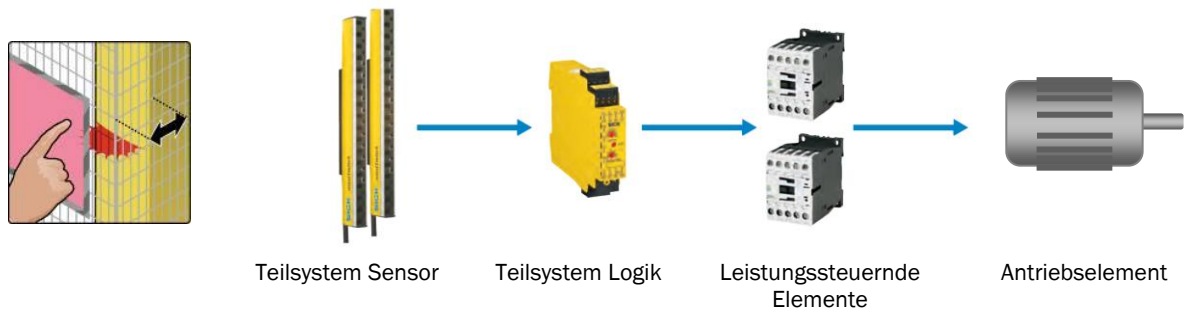 Teilsystem Sensor
Teilsystem Logik
Leistungssteuernde
Elemente
Antriebselement